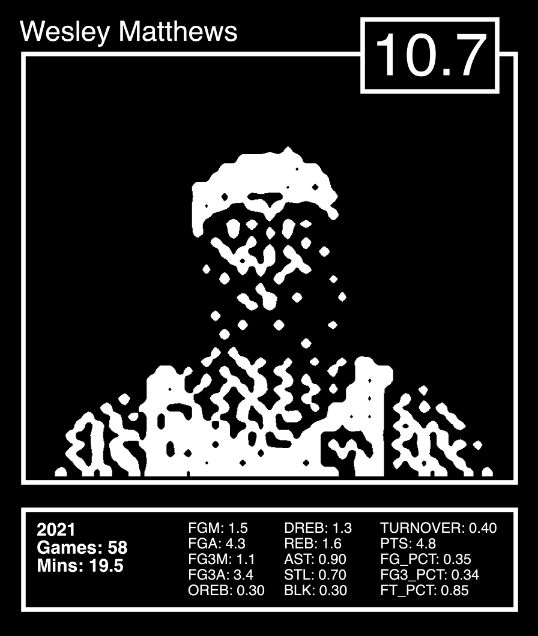 Wesley Matthews
10.7
2021
Games: 58
Mins: 19.5
FGM: 1.5
FGA: 4.3
FG3M: 1.1
FG3A: 3.4
OREB: 0.30
DREB: 1.3
REB: 1.6
AST: 0.90
STL: 0.70
BLK: 0.30
TURNOVER: 0.40
PTS: 4.8
FG_PCT: 0.35
FG3_PCT: 0.34
FT_PCT: 0.85